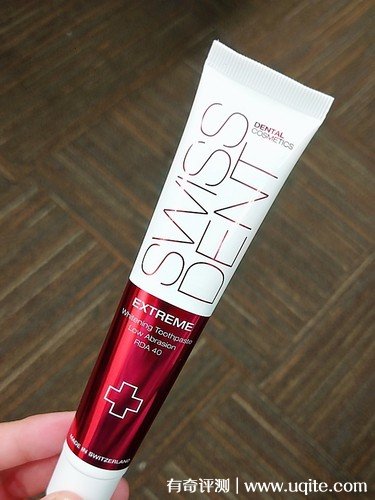 SWISS
DENT
DENTAL
COSMETICS
EXTREME
Whitening Toothpaste
Low Abrasion
RDA 40
MADE IN SWITZERLAND
有奇评测 | www.uqite.com